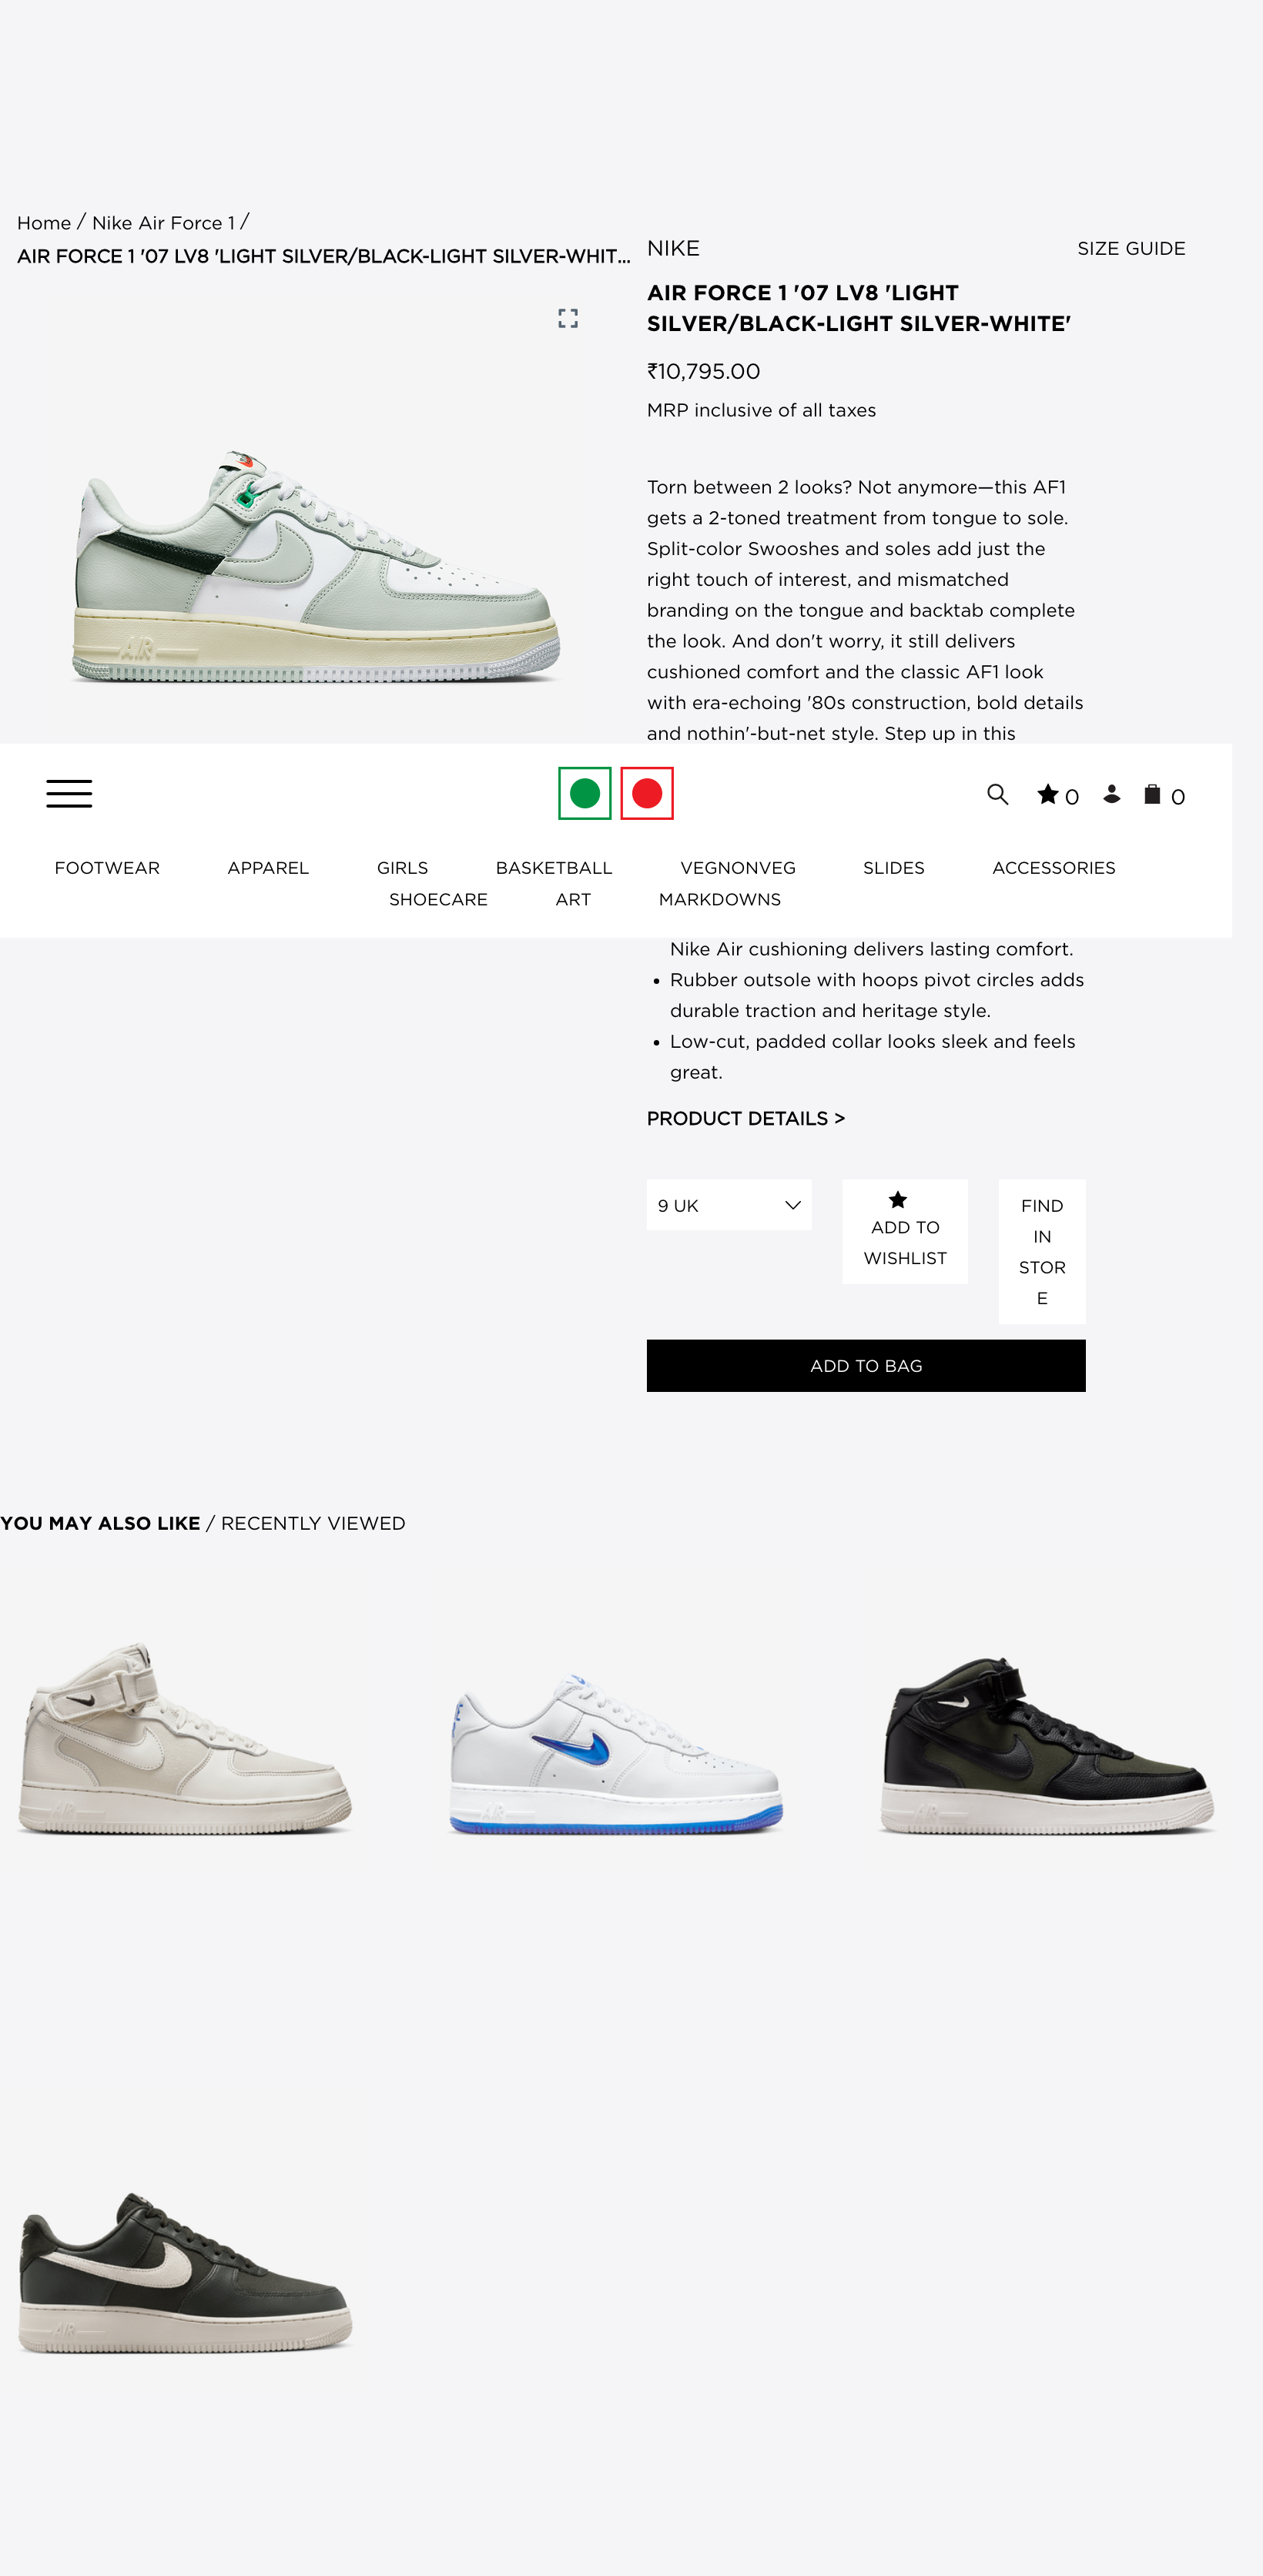 Home / Nike Air Force 1 /
AIR FORCE 1 '07 LV8 'LIGHT SILVER/BLACK-LIGHT SILVER-WHIT...
NIKE
SIZE GUIDE
AIR FORCE 1 '07 LV8 'LIGHT
SILVER/BLACK-LIGHT SILVER-WHITE'
₹10,795.00
MRP inclusive of all taxes
Torn between 2 looks? Not anymore—this AF1
gets a 2-toned treatment from tongue to sole.
Split-color Swooshes and soles add just the
right touch of interest, and mismatched
branding on the tongue and backtab complete
the look. And don't worry, it still delivers
cushioned comfort and the classic AF1 look
with era-echoing '80s construction, bold details
and nothin'-but-net style. Step up in this
AIR
0
0
FOOTWEAR APPAREL GIRLS BASKETBALL VEGNONVEG SLIDES ACCESSORIES
SHOECARE ART MARKDOWNS
Nike Air cushioning delivers lasting comfort.
• Rubber outsole with hoops pivot circles adds
durable traction and heritage style.
• Low-cut, padded collar looks sleek and feels
great.
PRODUCT DETAILS >
9 UK
ADD TO
WISHLIST
FIND
IN
STOR
E
ADD TO BAG
YOU MAY ALSO LIKE / RECENTLY VIEWED
AIR
AIR
AIR
AIR